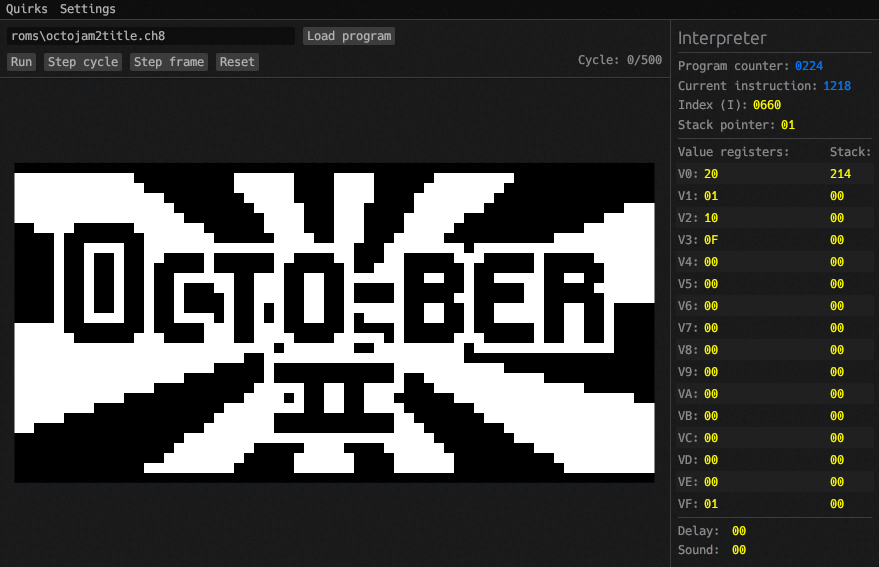 Quirks Settings
roms\octojam2title.ch8 Load program
Run Step cycle Step frame Reset Cycle: 0/500
OCTO-BER
II
Interpreter
Program counter: 0224
Current instruction: 1218
Index (I): 0660
Stack pointer: 01
Value registers: Stack:
V0: 20 214
V1: 01 00
V2: 10 00
V3: 0F 00
V4: 00 00
V5: 00 00
V6: 00 00
V7: 00 00
V8: 00 00
V9: 00 00
VA: 00 00
VB: 00 00
VC: 00 00
VD: 00 00
VE: 00 00
VF: 01 00
Delay: 00
Sound: 00